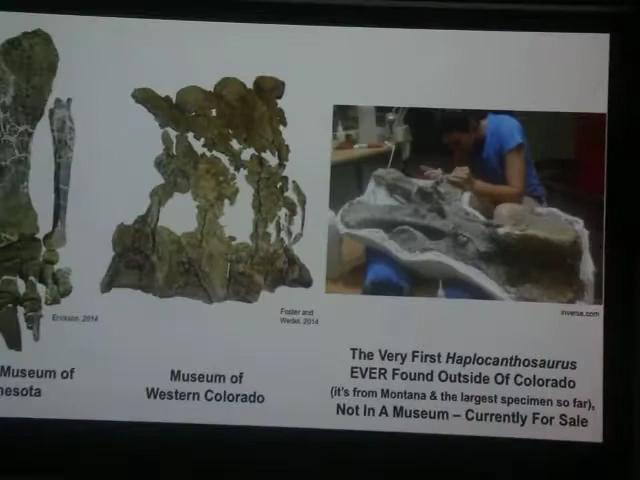 Erickson, 2014
Museum of
nesota
Foster and
Wedel, 2014
Museum of
Western Colorado
inverse.com
The Very First Haplocanthosaurus
EVER Found Outside Of Colorado
(it's from Montana & the largest specimen so far),
Not In A Museum – Currently For Sale